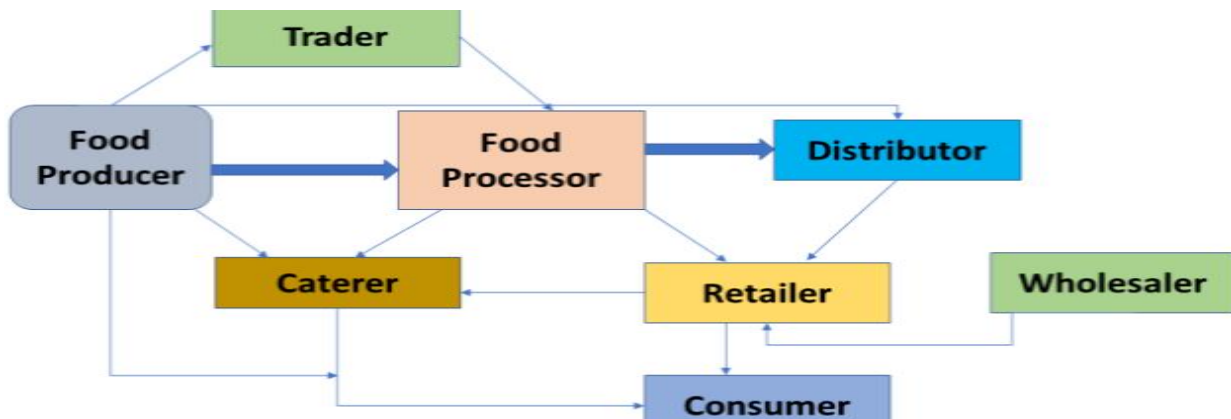 Trader
Food
Producer
Food
Processor
Distributor
Caterer
Retailer
Wholesaler
Consumer